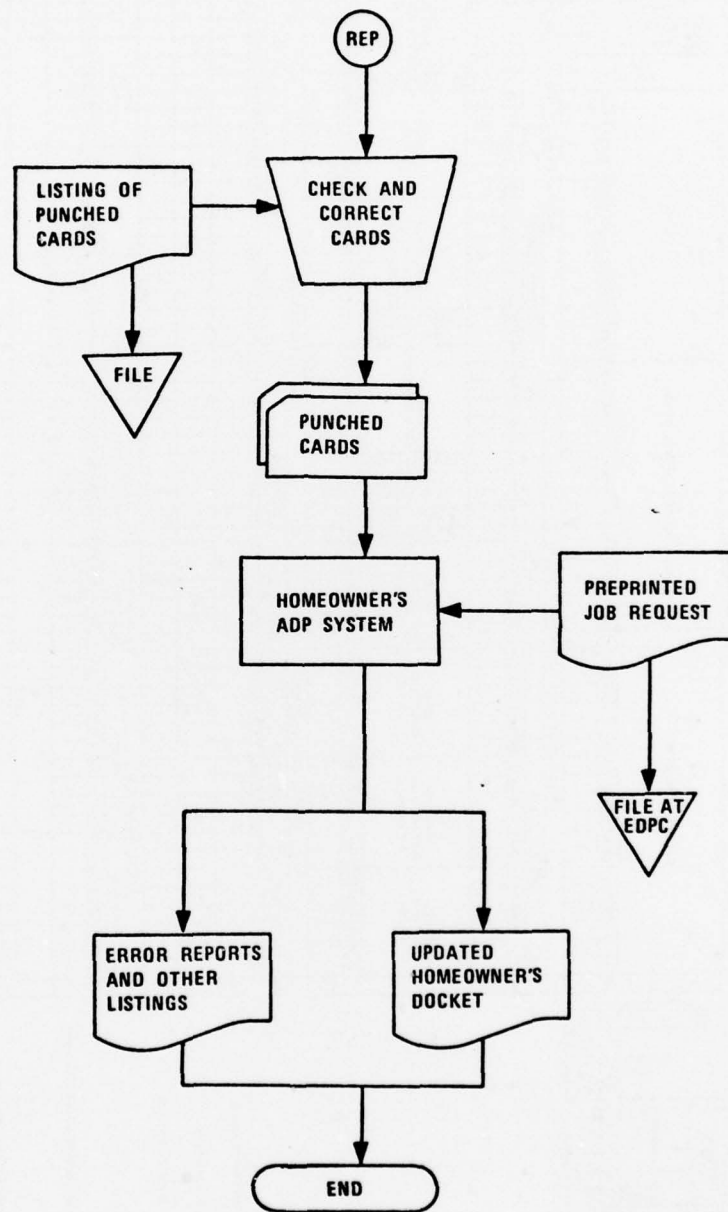 REP
LISTING OF
PUNCHED
CARDS
CHECK AND
CORRECT
CARDS
FILE
PUNCHED
CARDS
HOMEOWNER'S
ADP SYSTEM
PREPRINTED
JOB REQUEST
FILE AT
EDPC
ERROR REPORTS
AND OTHER
LISTINGS
UPDATED
HOMEOWNER'S
DOCKET
END